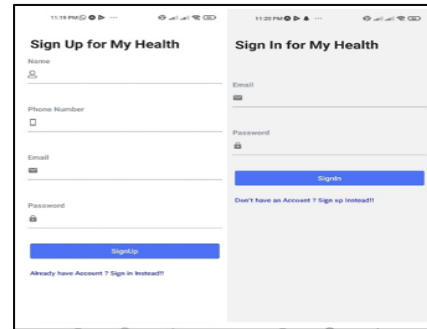 11:19 PM
Sign Up for My Health
Name
Phone Number
Email
Password
SignUp
Already have Account ? Sign in Instead!!
11:20 PM
Sign In for My Health
Email
Password
SignIn
Don't have an Account ? Sign up Instead!!